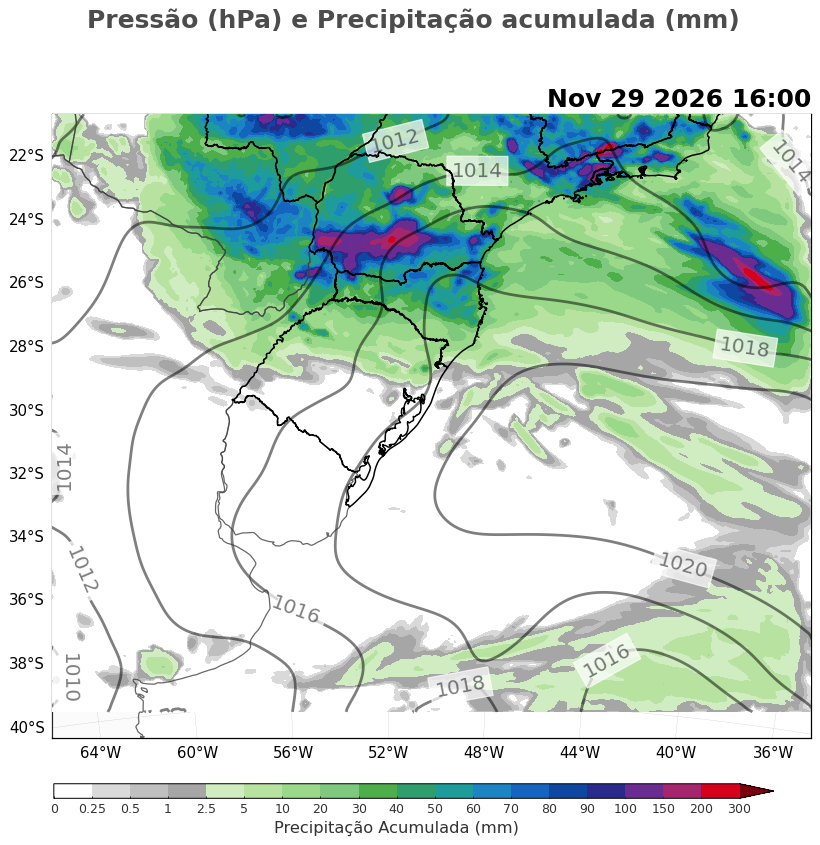 Pressão (hPa) e Precipitação acumulada (mm)
Nov 29 2026 16:00
1012
1014
1014
22°S
24°S
26°S
1018
28°S
30°S
1014
32°S
34°S
1012
1020
36°S
1016
1016
38°S
1010
1018
40°S
64°W 60°W 56°W 52°W 48°W 44°W 40°W 36°W
0 0.25 0.5 1 2.5 5 10 20 30 40 50 60 70 80 90 100 150 200 300
Precipitação Acumulada (mm)